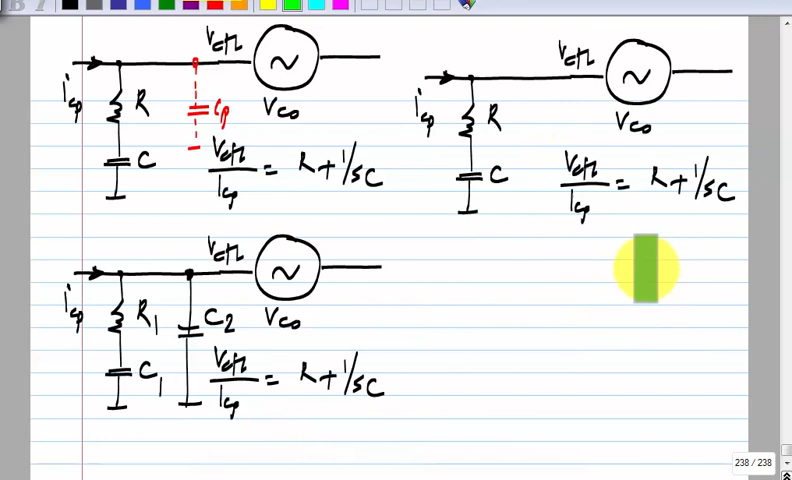 Vctrl
icp R Cp Vco
C
Vctrl/Icp = R+1/sC
Vctrl
icp R Vco
C
Vctrl/Icp = R+1/sC
Vctrl
icp R1 C2 Vco
C1
Vctrl/Icp = R+1/sC
238 / 238